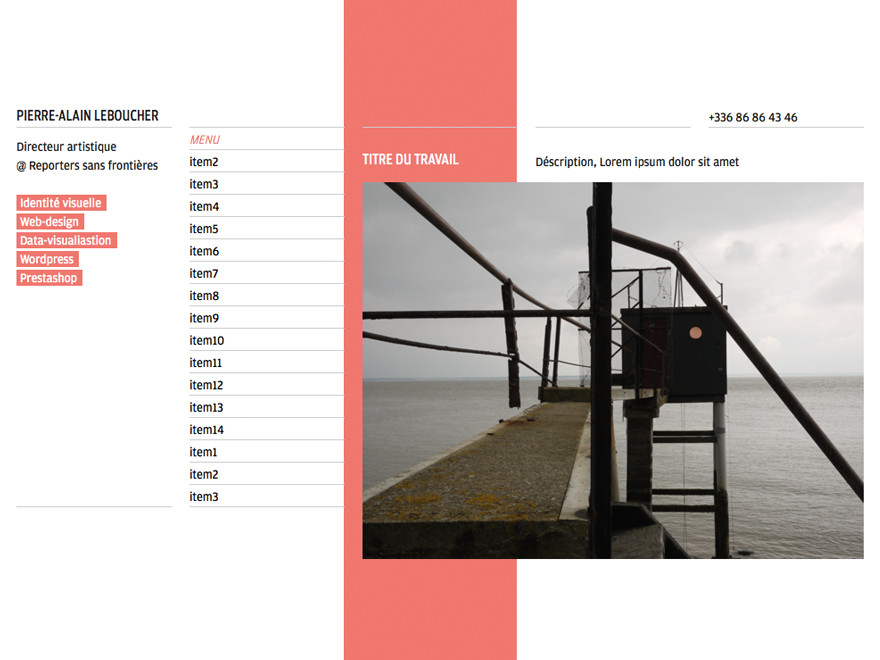 PIERRE-ALAIN LEBOUCHER
Directeur artistique
@ Reporters sans frontières
Identité visuelle
Web-design
Data-visualiastion
Wordpress
Prestashop
MENU
item2
item3
item4
item5
item6
item7
item8
item9
item10
item11
item12
item13
item14
item1
item2
item3
TITRE DU TRAVAIL
Déscription, Lorem ipsum dolor sit amet
+336 86 86 43 46